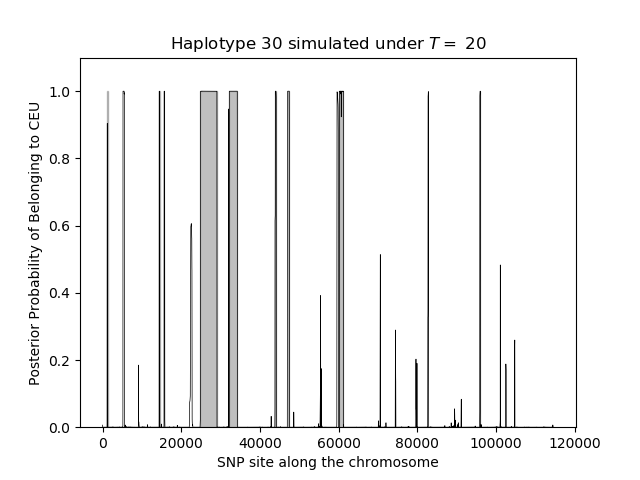 Haplotype 30 simulated under T = 20
Posterior Probability of Belonging to CEU
1.0
0.8
0.6
0.4
0.2
0.0
0 20000 40000 60000 80000 100000 120000
SNP site along the chromosome